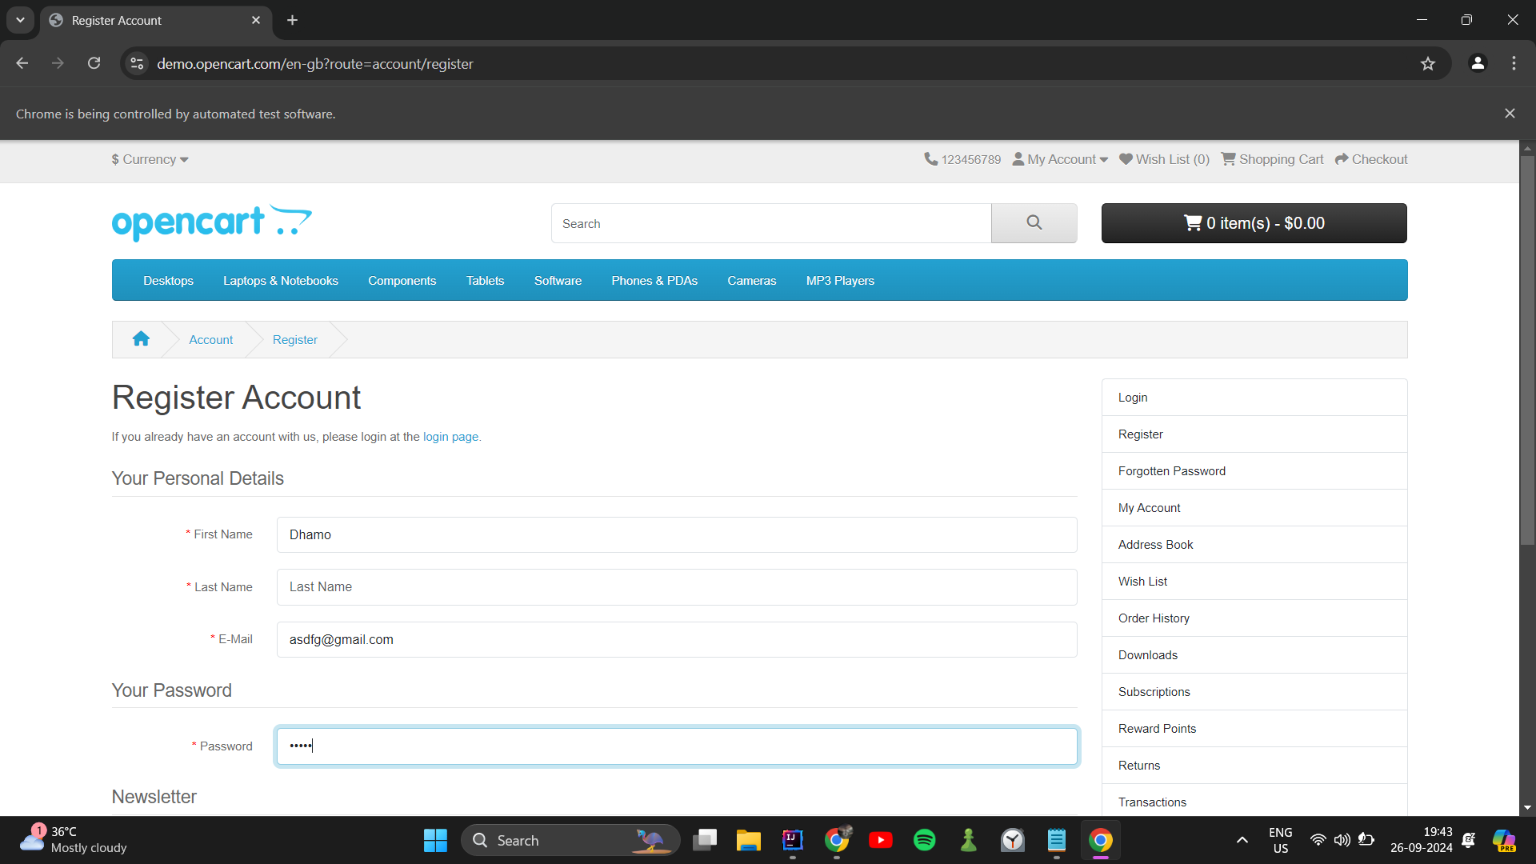 Register Account
demo.opencart.com/en-gb?route=account/register
Chrome is being controlled by automated test software.
$ Currency
123456789 My Account Wish List (0) Shopping Cart Checkout
opencart
Search
0 item(s) - $0.00
Desktops Laptops & Notebooks Components Tablets Software Phones & PDAs Cameras MP3 Players
Account Register
Register Account
If you already have an account with us, please login at the login page.
Your Personal Details
* First Name Dhamo
* Last Name Last Name
* E-Mail asdfg@gmail.com
Your Password
* Password •••••
Newsletter
Login
Register
Forgotten Password
My Account
Address Book
Wish List
Order History
Downloads
Subscriptions
Reward Points
Returns
Transactions
1
36°C
Mostly cloudy
Search
IJ
ENG
US
19:43
26-09-2024
PRE